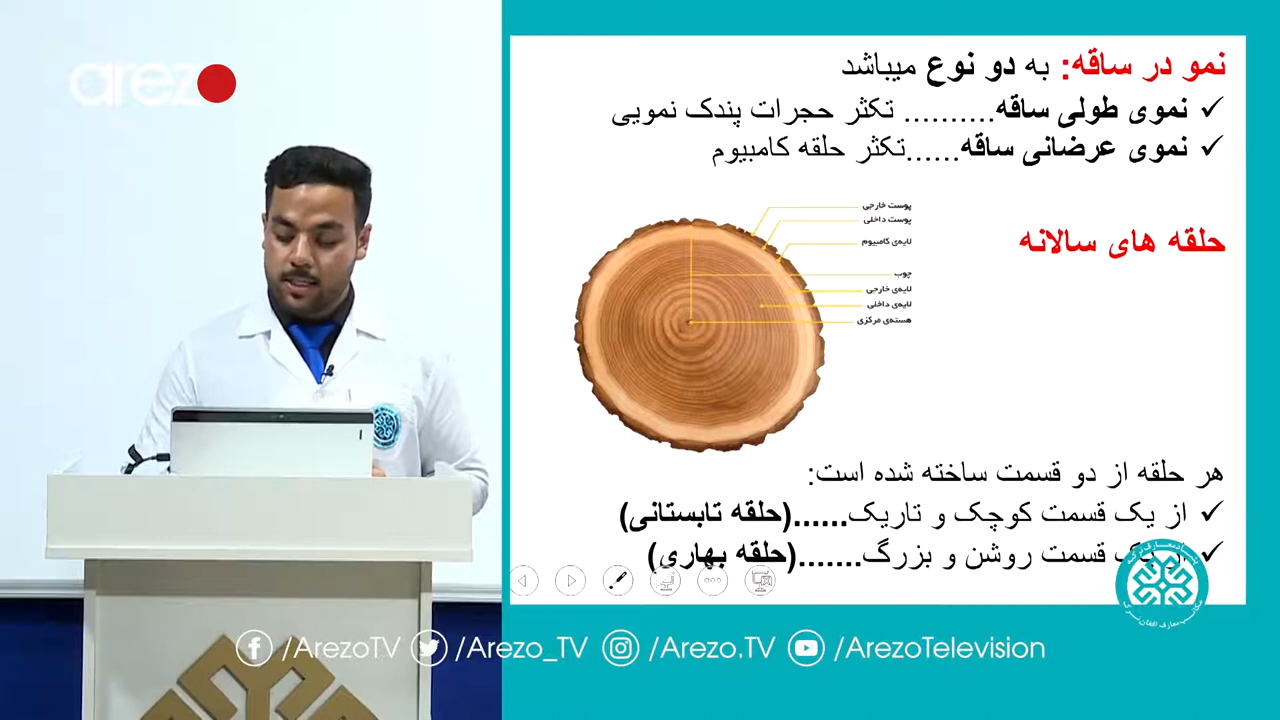 arezo
نمو در ساقه: به دو نوع میباشد
✓ نموی طولی ساقه.......... تکثر حجرات پندک نمویی
✓ نموی عرضانی ساقه......تکثر حلقه کامبیوم
حلقه های سالانه
پوست خارجی
پوست داخلی
لایه‌ی کامبیوم
چوب
لایه‌ی خارجی
لایه‌ی داخلی
هسته‌ی مرکزی
هر حلقه از دو قسمت ساخته شده است:
✓ از یک قسمت کوچک و تاریک......(حلقه تابستانی)
✓ از یک قسمت روشن و بزرگ.......(حلقه بهاری)
/ArezoTV /Arezo_TV /Arezo.TV /ArezoTelevision